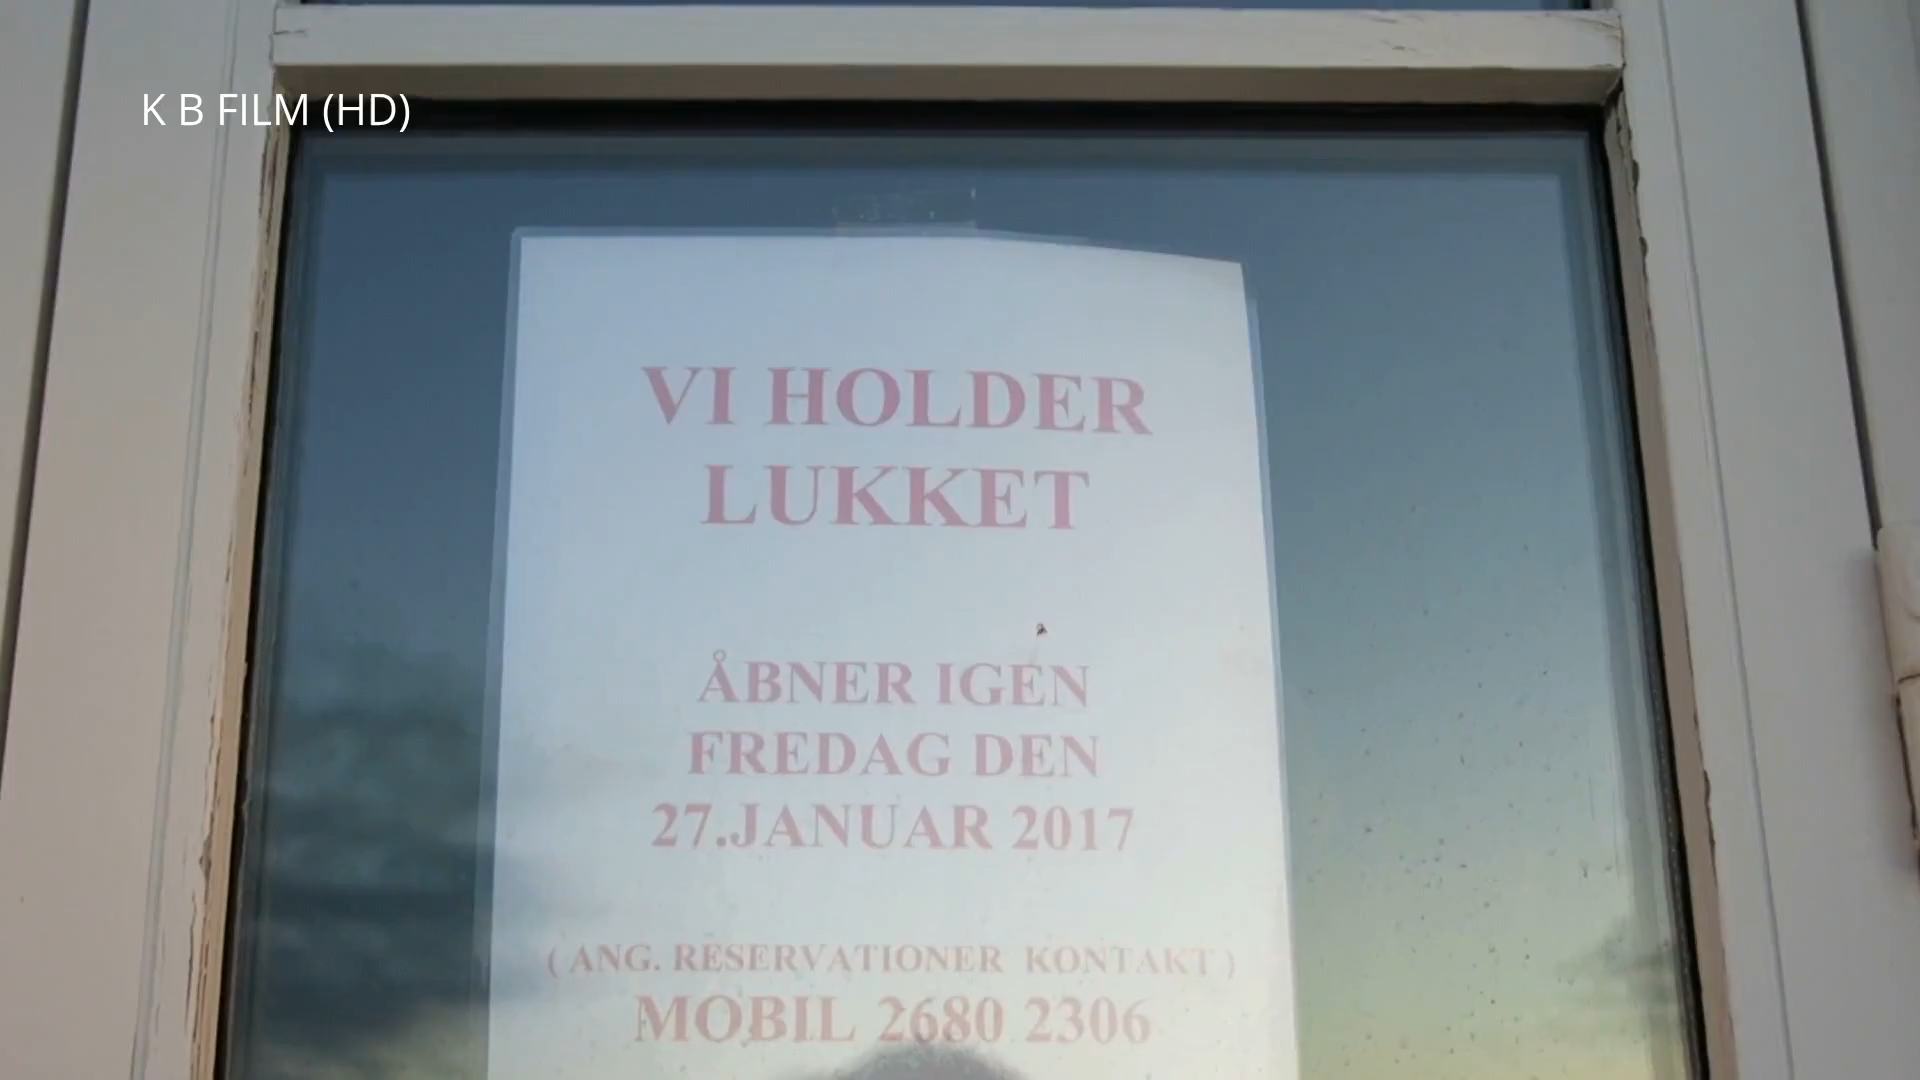 K B FILM (HD)
VI HOLDER
LUKKET
ÅBNER IGEN
FREDAG DEN
27.JANUAR 2017
( ANG. RESERVATIONER KONTAKT )
MOBIL 2680 2306